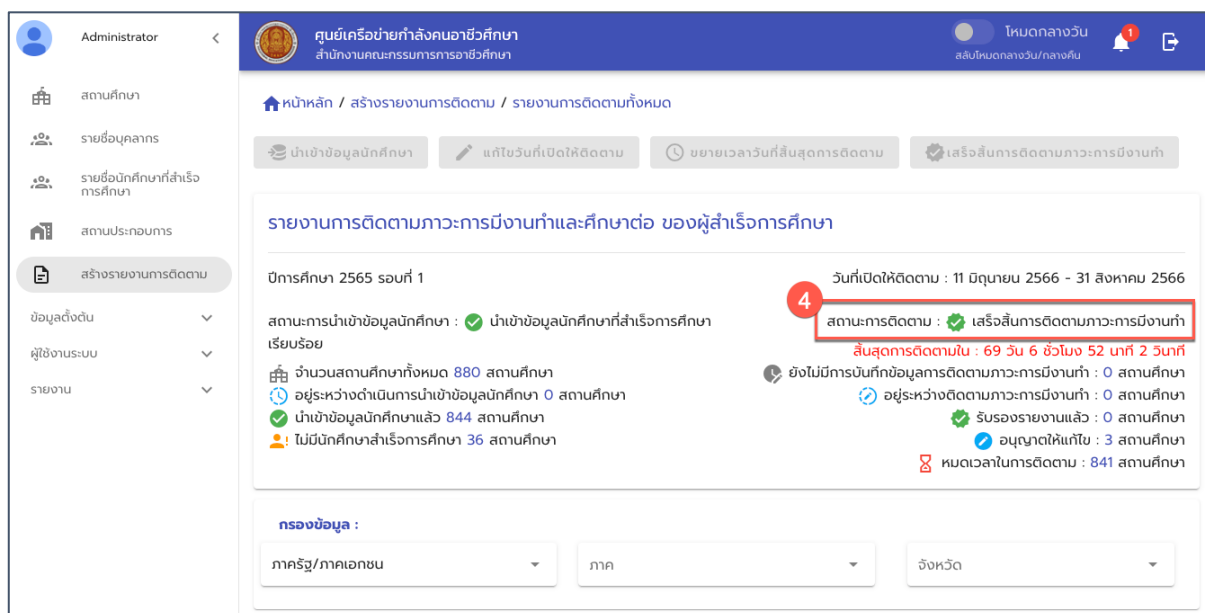 Administrator
ศูนย์เครือข่ายกำลังคนอาชีวศึกษา
สำนักงานคณะกรรมการการอาชีวศึกษา
โหมดกลางวัน
สลับโหมดกลางวัน/กลางคืน
1
สถานศึกษา
รายชื่อบุคลากร
รายชื่อนักศึกษาที่สำเร็จ
การศึกษา
สถานประกอบการ
สร้างรายงานการติดตาม
ข้อมูลตั้งต้น
ผู้ใช้งานระบบ
รายงาน
หน้าหลัก / สร้างรายงานการติดตาม / รายงานการติดตามทั้งหมด
นำเข้าข้อมูลนักศึกษา
แก้ไขวันที่เปิดให้ติดตาม
ขยายเวลาวันที่สิ้นสุดการติดตาม
เสร็จสิ้นการติดตามภาวะการมีงานทำ
รายงานการติดตามภาวะการมีงานทำและศึกษาต่อ ของผู้สำเร็จการศึกษา
ปีการศึกษา 2565 รอบที่ 1
วันที่เปิดให้ติดตาม : 11 มิถุนายน 2566 - 31 สิงหาคม 2566
4
สถานะการนำเข้าข้อมูลนักศึกษา : นำเข้าข้อมูลนักศึกษาที่สำเร็จการศึกษา
เรียบร้อย
จำนวนสถานศึกษาทั้งหมด 880 สถานศึกษา
อยู่ระหว่างดำเนินการนำเข้าข้อมูลนักศึกษา 0 สถานศึกษา
นำเข้าข้อมูลนักศึกษาแล้ว 844 สถานศึกษา
ไม่มีนักศึกษาสำเร็จการศึกษา 36 สถานศึกษา
สถานะการติดตาม : เสร็จสิ้นการติดตามภาวะการมีงานทำ
สิ้นสุดการติดตามใน : 69 วัน 6 ชั่วโมง 52 นาที 2 วินาที
ยังไม่มีการบันทึกข้อมูลการติดตามภาวะการมีงานทำ : 0 สถานศึกษา
อยู่ระหว่างติดตามภาวะการมีงานทำ : 0 สถานศึกษา
รับรองรายงานแล้ว : 0 สถานศึกษา
อนุญาตให้แก้ไข : 3 สถานศึกษา
หมดเวลาในการติดตาม : 841 สถานศึกษา
กรองข้อมูล :
ภาครัฐ/ภาคเอกชน
ภาค
จังหวัด